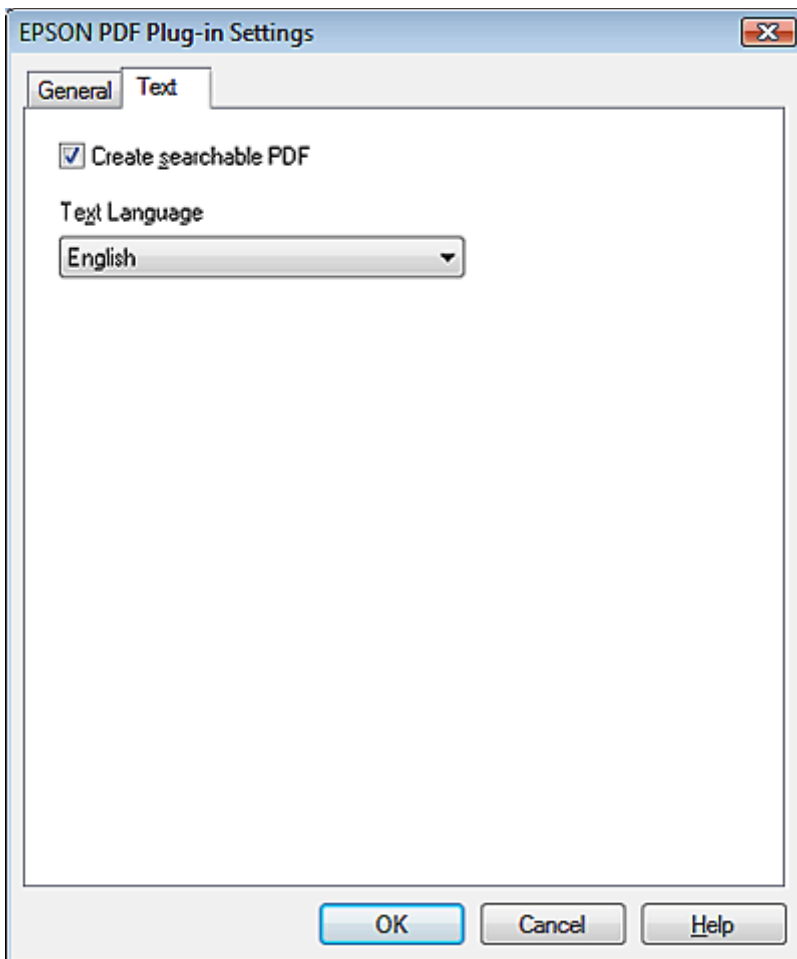 EPSON PDF Plug-in Settings
General Text
Create searchable PDF
Text Language
English
OK Cancel Help